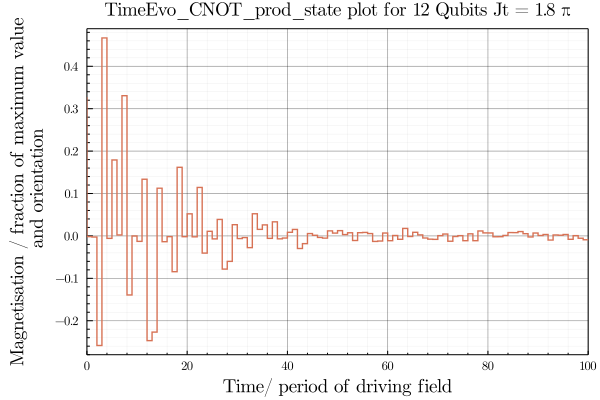 TimeEvo_CNOT_prod_state plot for 12 Qubits Jt = 1.8 π
Magnetisation / fraction of maximum value
and orientation
0.4
0.3
0.2
0.1
0.0
−0.1
−0.2
0 20 40 60 80 100
Time/ period of driving field